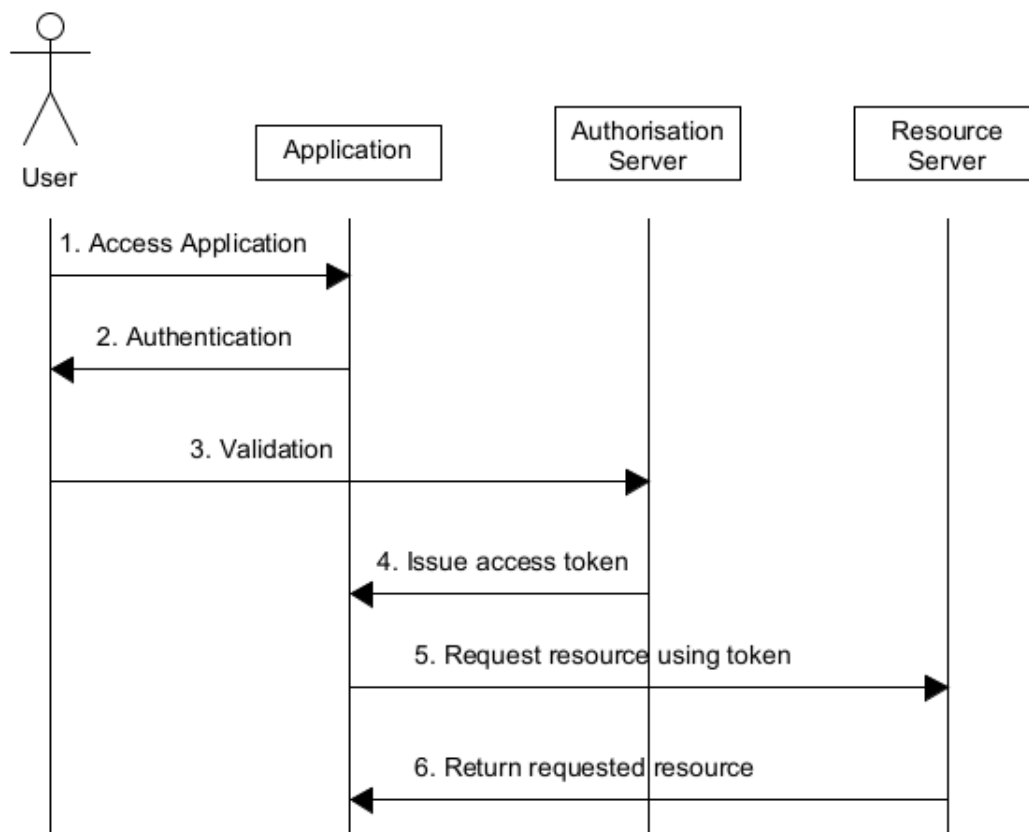 User
Application
Authorisation
Server
Resource
Server
1. Access Application
2. Authentication
3. Validation
4. Issue access token
5. Request resource using token
6. Return requested resource